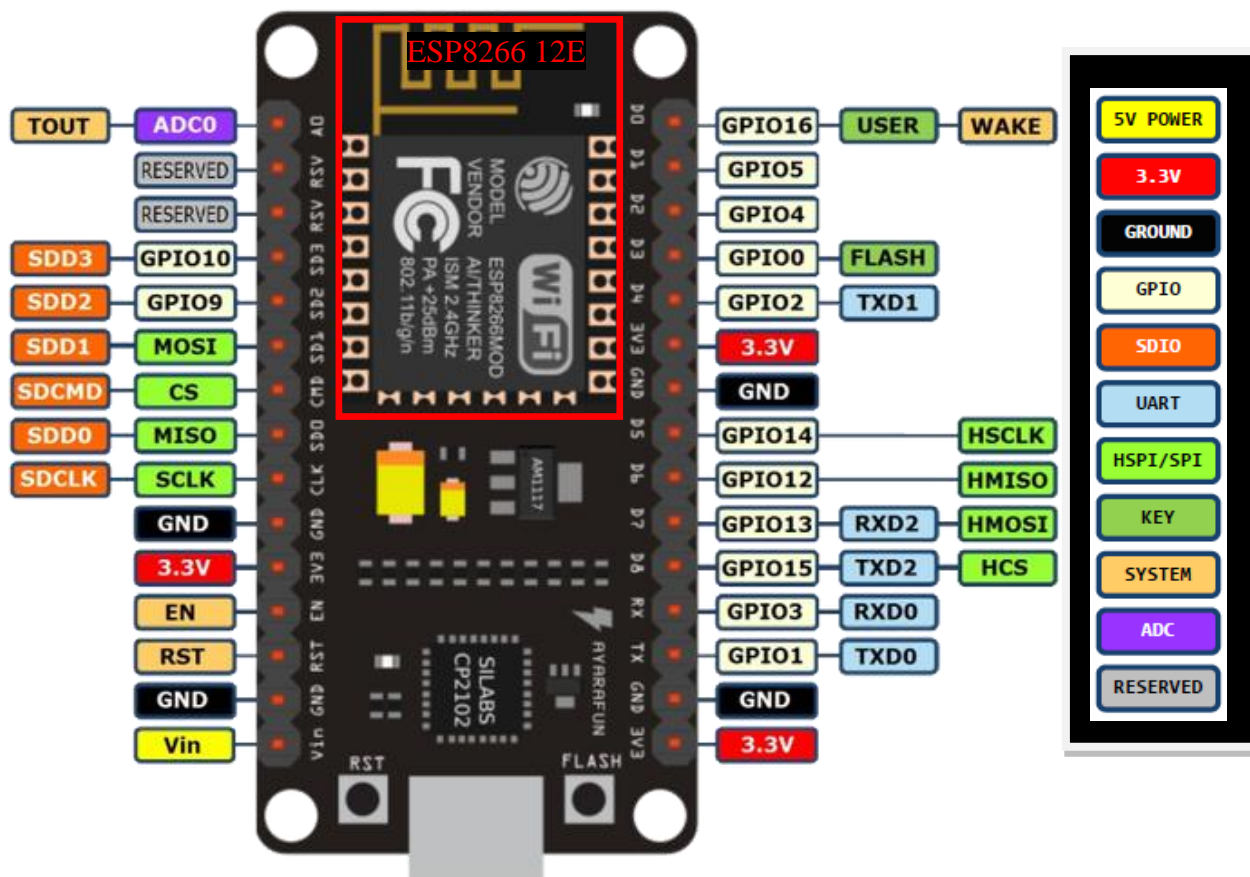 ESP8266 12E
TOUT ADC0 A0
RESERVED RSV
RESERVED RSV
SDD3 GPIO10 SD3
SDD2 GPIO9 SD2
SDD1 MOSI SD1
SDCMD CS CMD
SDD0 MISO SD0
SDCLK SCLK CLK
GND GND
3.3V 3V3
EN EN
RST RST
GND GND
Vin Vin
MODEL ESP8266MOD
VENDOR AI/THINKER
ISM 2.4GHz
PA +25dBm
802.11b/g/n
FC
Wi Fi
AM1117
SILABS
CP2102
AYARAFUN
RST
FLASH
D0 GPIO16 USER WAKE
D1 GPIO5
D2 GPIO4
D3 GPIO0 FLASH
D4 GPIO2 TXD1
3V3 3.3V
GND GND
D5 GPIO14 HSCLK
D6 GPIO12 HMISO
D7 GPIO13 RXD2 HMOSI
D8 GPIO15 TXD2 HCS
RX GPIO3 RXD0
TX GPIO1 TXD0
GND GND
3V3 3.3V
5V POWER
3.3V
GROUND
GPIO
SDIO
UART
HSPI/SPI
KEY
SYSTEM
ADC
RESERVED